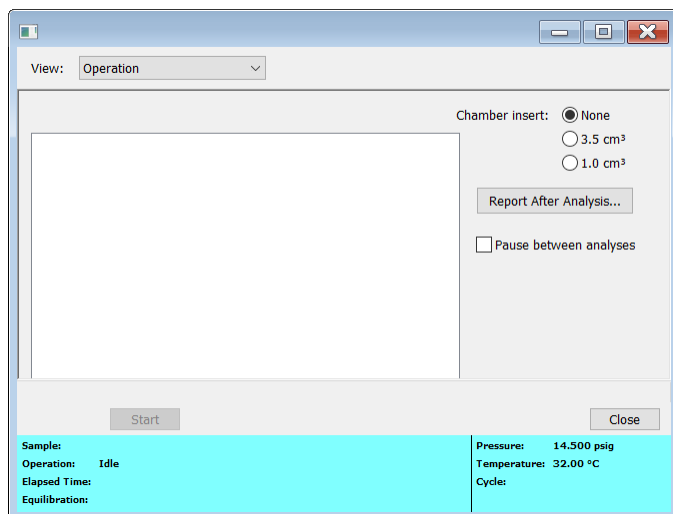 View: Operation
Chamber insert: None
3.5 cm³
1.0 cm³
Report After Analysis...
Pause between analyses
Start Close
Sample:
Operation: Idle
Elapsed Time:
Equilibration:
Pressure: 14.500 psig
Temperature: 32.00 °C
Cycle: